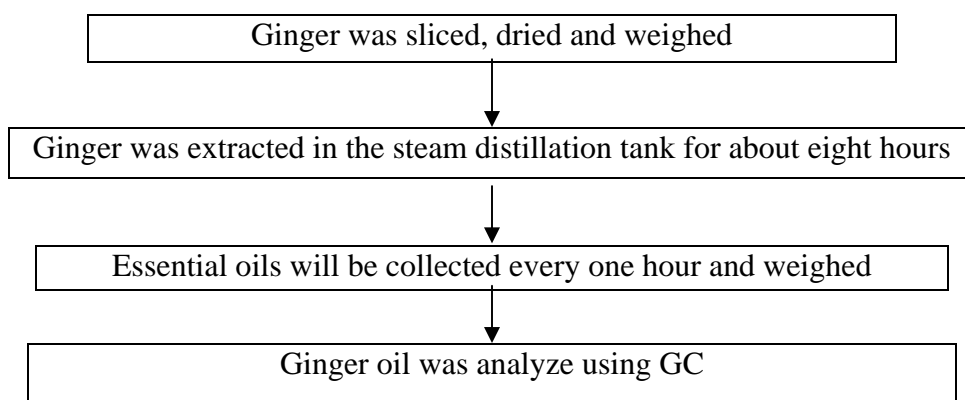 Ginger was sliced, dried and weighed
Ginger was extracted in the steam distillation tank for about eight hours
Essential oils will be collected every one hour and weighed
Ginger oil was analyze using GC